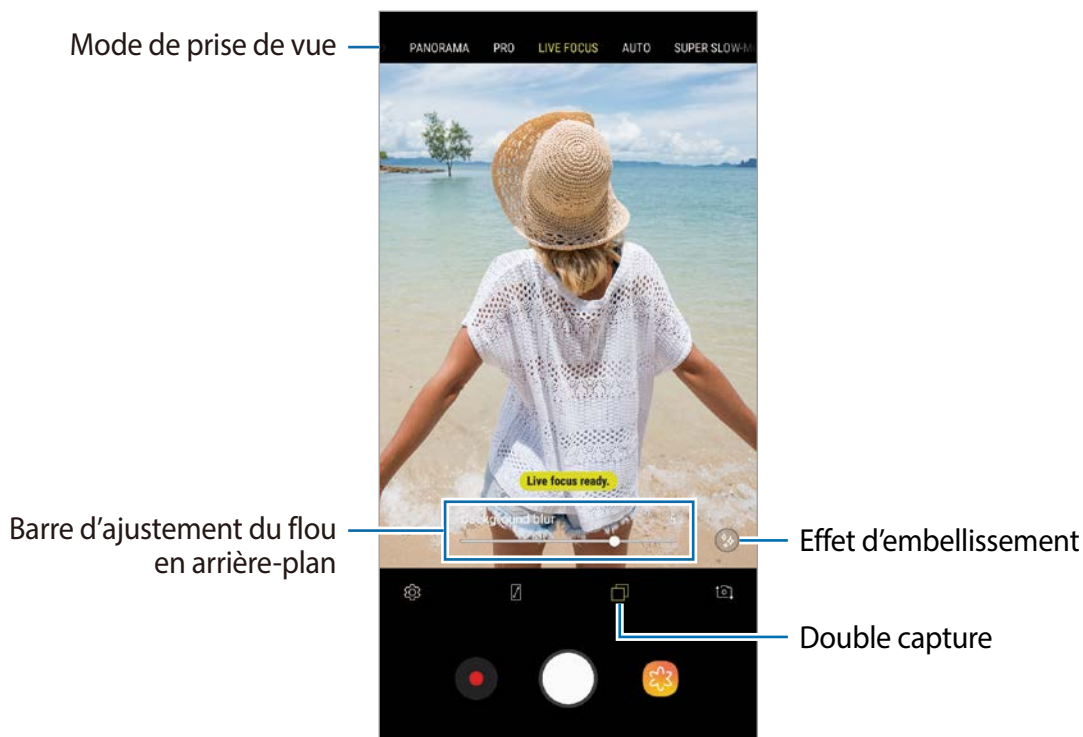 Mode de prise de vue
PANORAMA PRO LIVE FOCUS AUTO SUPER SLOW-M
Live focus ready.
Background blur 5
Barre d’ajustement du flou
en arrière-plan
Effet d’embellissement
Double capture